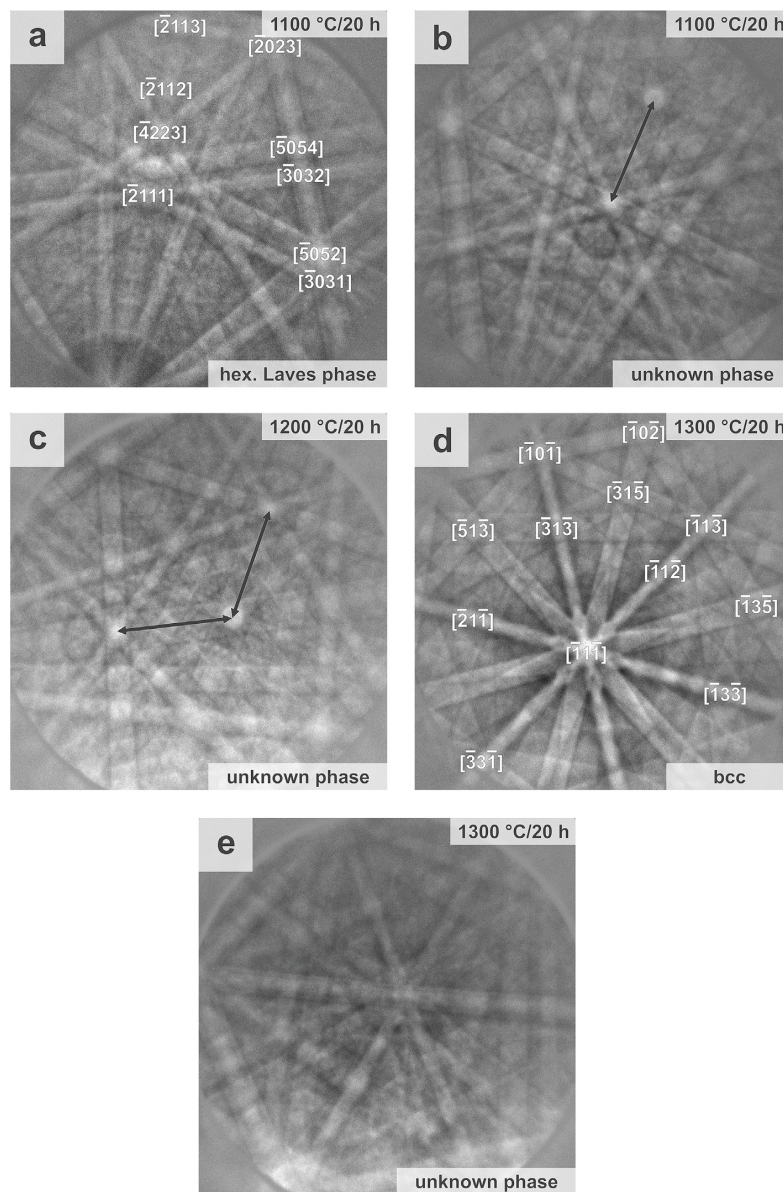 a
1100 °C/20 h
[2̄113]
[2̄023]
[2̄112]
[4̄223]
[5̄054]
[3̄032]
[2̄111]
[5̄052]
[3̄031]
hex. Laves phase
b
1100 °C/20 h
unknown phase
c
1200 °C/20 h
unknown phase
d
1300 °C/20 h
[1̄02̄]
[1̄01̄]
[3̄15̄]
[5̄13̄]
[3̄13̄]
[1̄13̄]
[1̄12̄]
[1̄35̄]
[2̄11̄]
[1̄11̄]
[1̄33̄]
[3̄31̄]
bcc
e
1300 °C/20 h
unknown phase